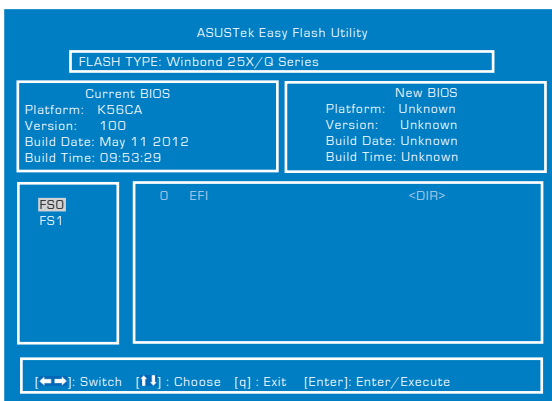 ASUSTek Easy Flash Utility
FLASH TYPE: Winbond 25X/Q Series
Current BIOS
Platform: K56CA
Version: 100
Build Date: May 11 2012
Build Time: 09:53:29
New BIOS
Platform: Unknown
Version: Unknown
Build Date: Unknown
Build Time: Unknown
FS0
FS1
0 EFI <DIR>
[←→]: Switch [↑↓] : Choose [q] : Exit [Enter]: Enter/Execute